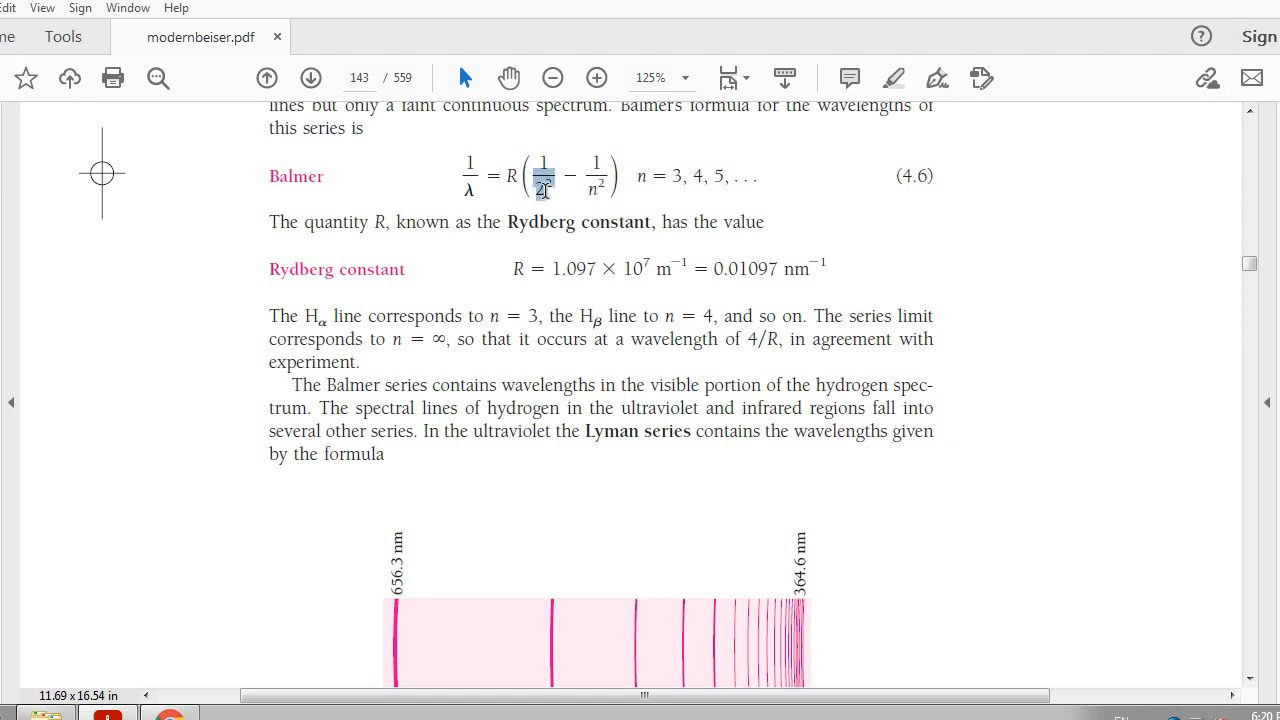 Edit View Sign Window Help
me Tools modernbeiser.pdf × ? Sign
143 / 559 125%
lines but only a faint continuous spectrum. Balmer's formula for the wavelengths of
this series is
Balmer 1/λ = R(1/2² − 1/n²) n = 3, 4, 5, . . . (4.6)
The quantity R, known as the Rydberg constant, has the value
Rydberg constant R = 1.097 × 10⁷ m⁻¹ = 0.01097 nm⁻¹
The Hα line corresponds to n = 3, the Hβ line to n = 4, and so on. The series limit
corresponds to n = ∞, so that it occurs at a wavelength of 4/R, in agreement with
experiment.
The Balmer series contains wavelengths in the visible portion of the hydrogen spec-
trum. The spectral lines of hydrogen in the ultraviolet and infrared regions fall into
several other series. In the ultraviolet the Lyman series contains the wavelengths given
by the formula
656.3 nm
364.6 nm
11.69 x 16.54 in
EN 6:20